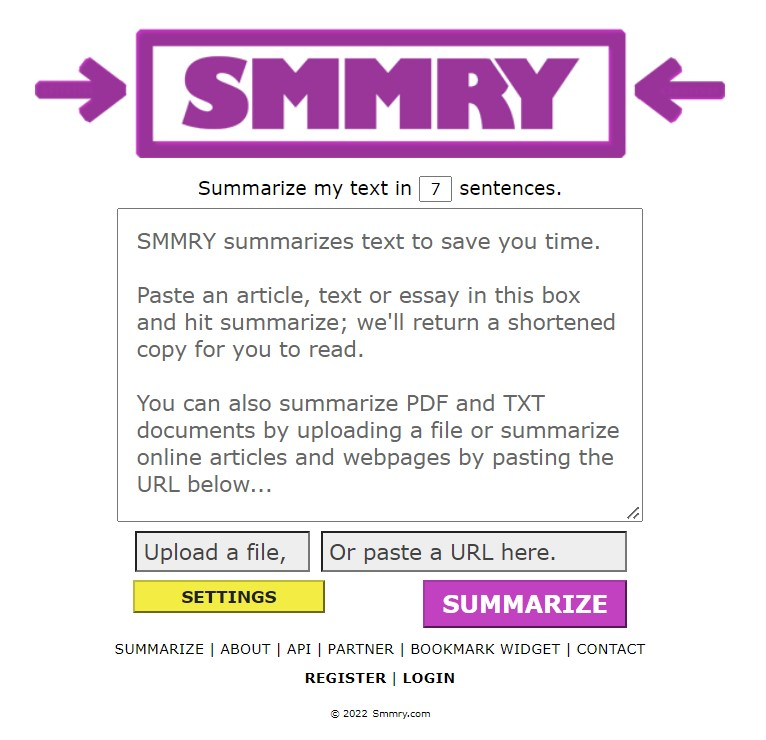 SMMRY
Summarize my text in 7 sentences.
SMMRY summarizes text to save you time.
Paste an article, text or essay in this box
and hit summarize; we'll return a shortened
copy for you to read.
You can also summarize PDF and TXT
documents by uploading a file or summarize
online articles and webpages by pasting the
URL below...
Upload a file, Or paste a URL here.
SETTINGS SUMMARIZE
SUMMARIZE | ABOUT | API | PARTNER | BOOKMARK WIDGET | CONTACT
REGISTER | LOGIN
© 2022 Smmry.com